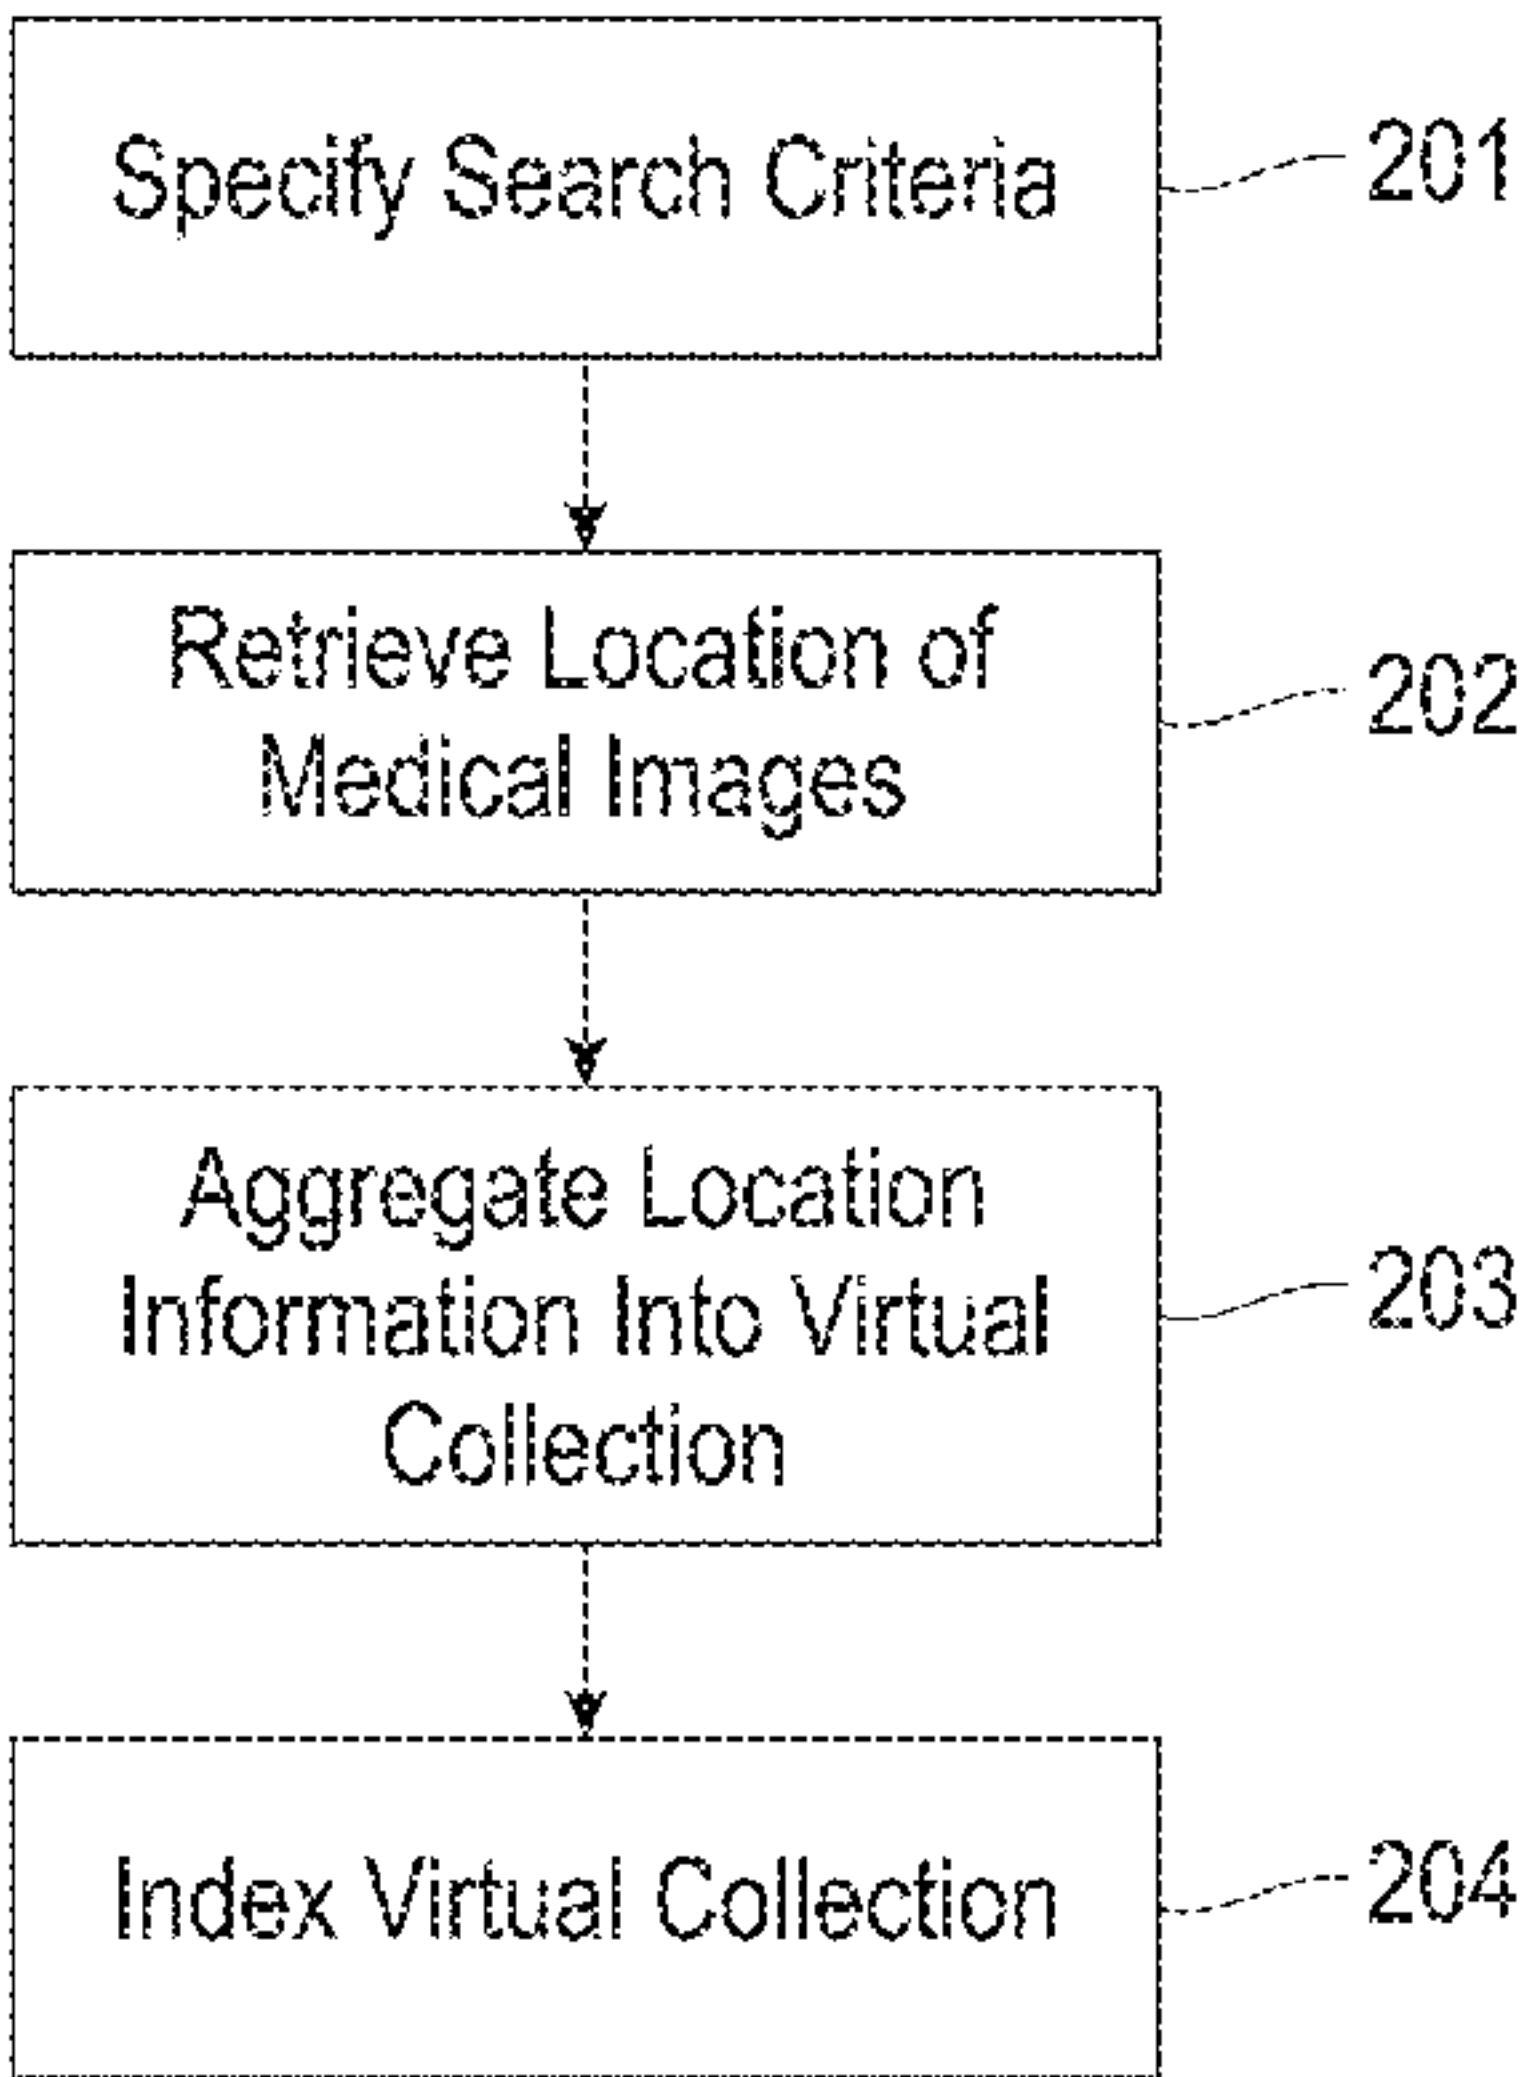 Specify Search Criteria
201
Retrieve Location of
Medical Images
202
Aggregate Location
Information Into Virtual
Collection
203
Index Virtual Collection
204